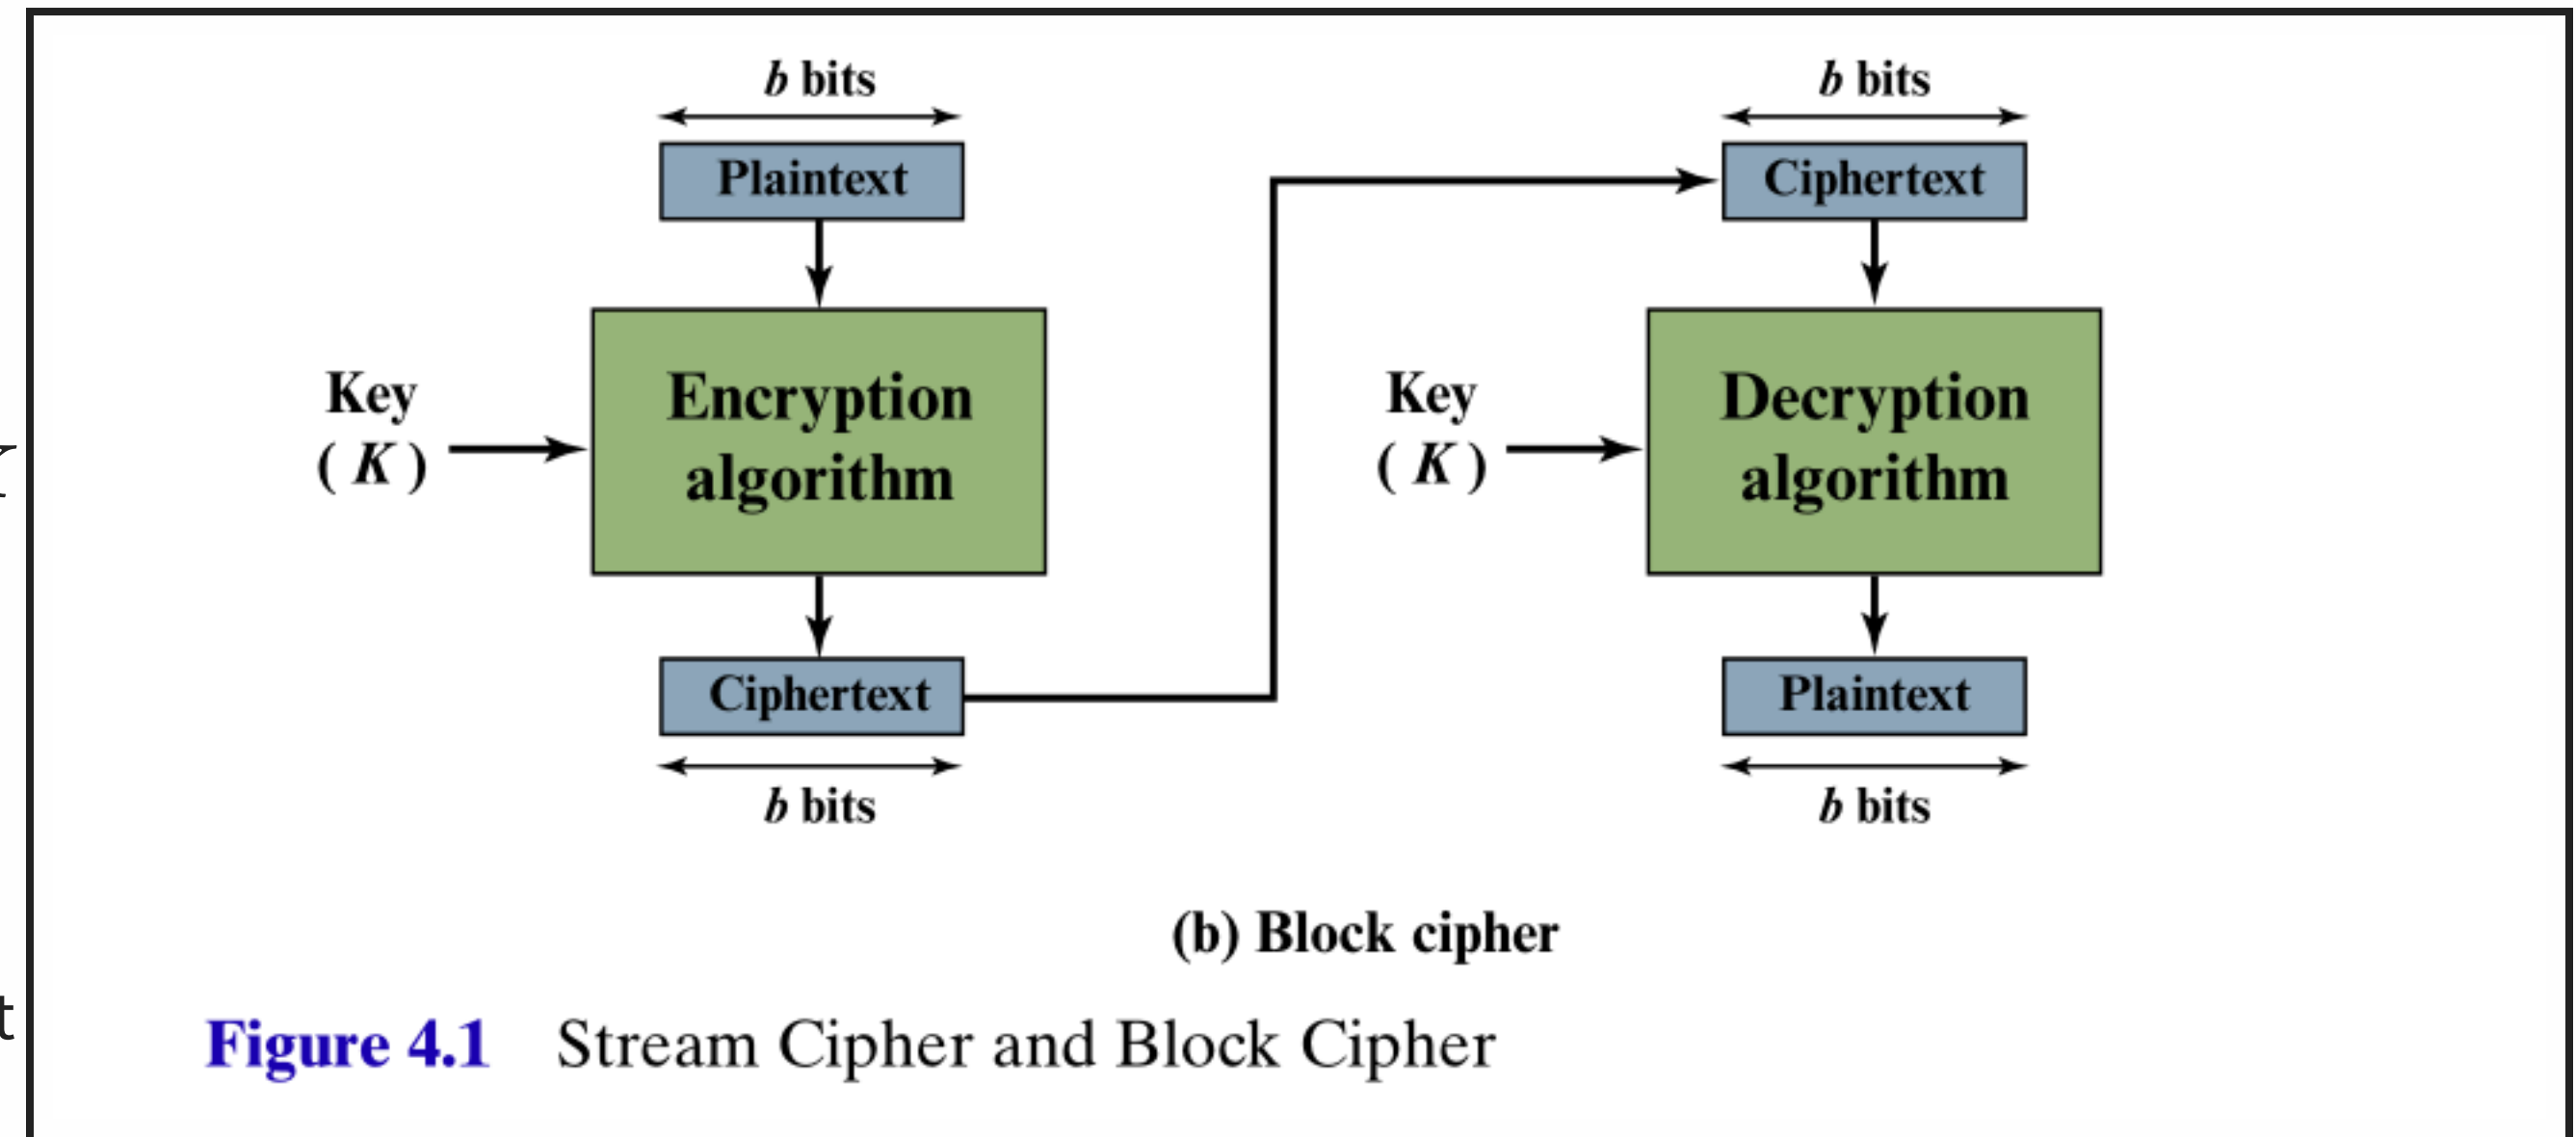 b bits
Plaintext
Key
( K )
Encryption
algorithm
Ciphertext
b bits
b bits
Ciphertext
Key
( K )
Decryption
algorithm
Plaintext
b bits
(b) Block cipher
Figure 4.1 Stream Cipher and Block Cipher
t